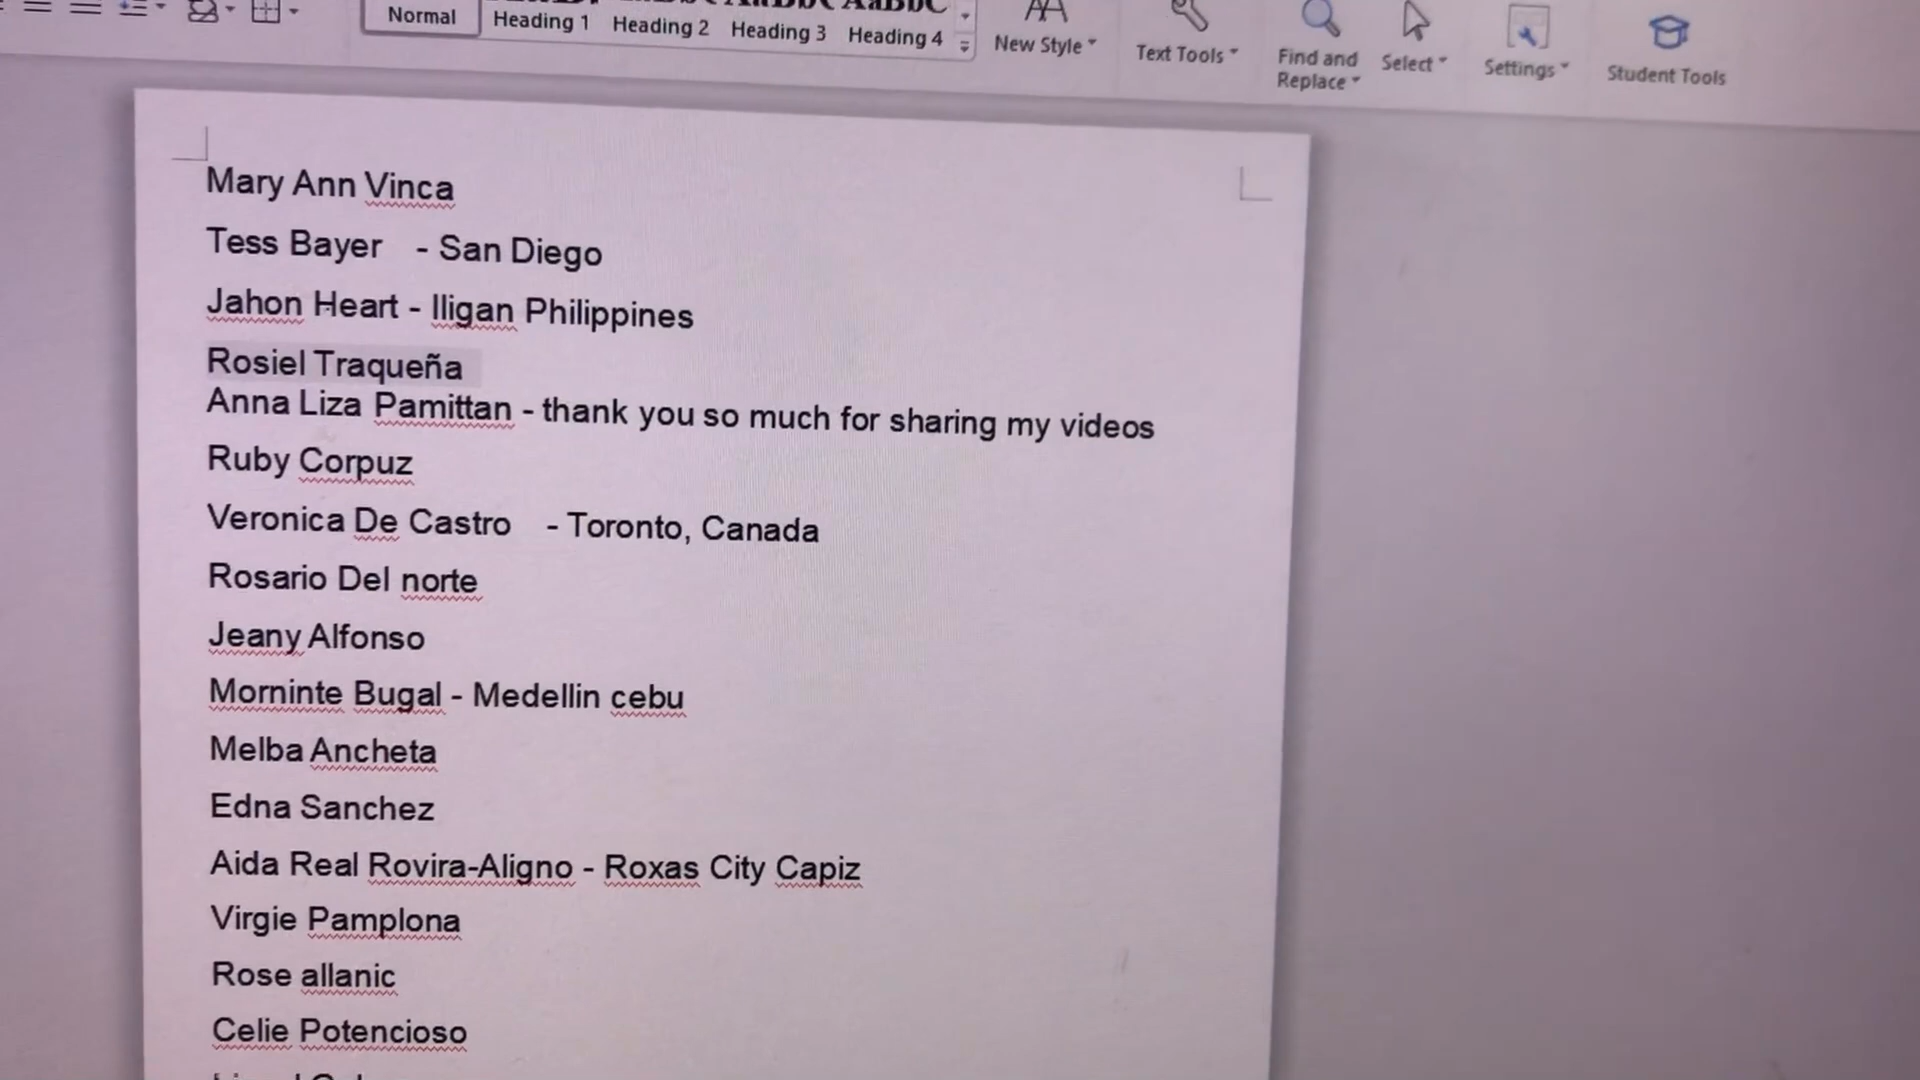 Normal
Heading 1
Heading 2
Heading 3
Heading 4
New Style
Text Tools
Find and
Replace
Select
Settings
Student Tools
Mary Ann Vinca
Tess Bayer - San Diego
Jahon Heart - Iligan Philippines
Rosiel Traqueña
Anna Liza Pamittan - thank you so much for sharing my videos
Ruby Corpuz
Veronica De Castro - Toronto, Canada
Rosario Del norte
Jeany Alfonso
Morninte Bugal - Medellin cebu
Melba Ancheta
Edna Sanchez
Aida Real Rovira-Aligno - Roxas City Capiz
Virgie Pamplona
Rose allanic
Celie Potencioso